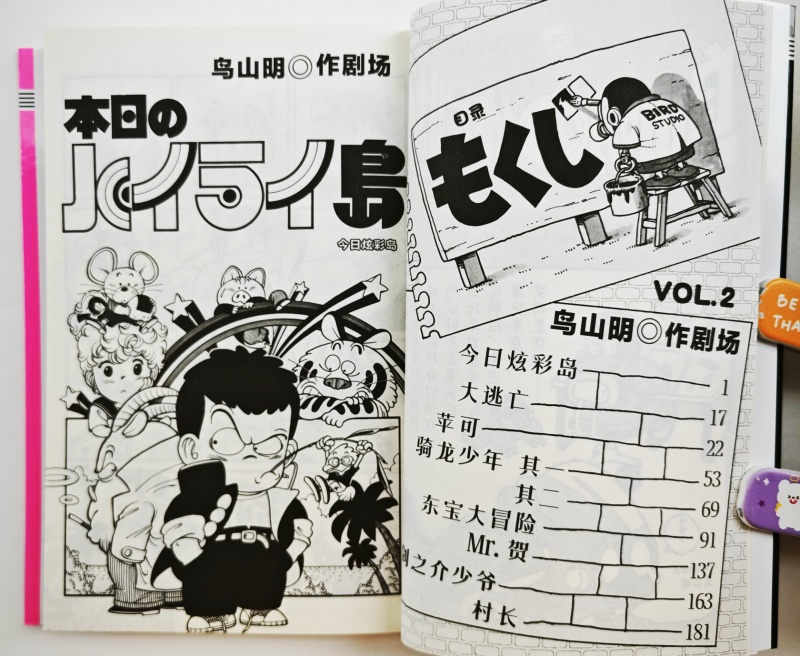 鸟山明◎作剧场
本日の
ハイライ島
今日炫彩岛
目录
もくじ
BIRD
STUDIO
VOL.2
鸟山明◎作剧场
今日炫彩岛 1
大逃亡 17
苹可 22
骑龙少年 其一 53
其二 69
东宝大冒险 91
Mr.贺 137
剑之介少爷 163
村长 181
BE
THA